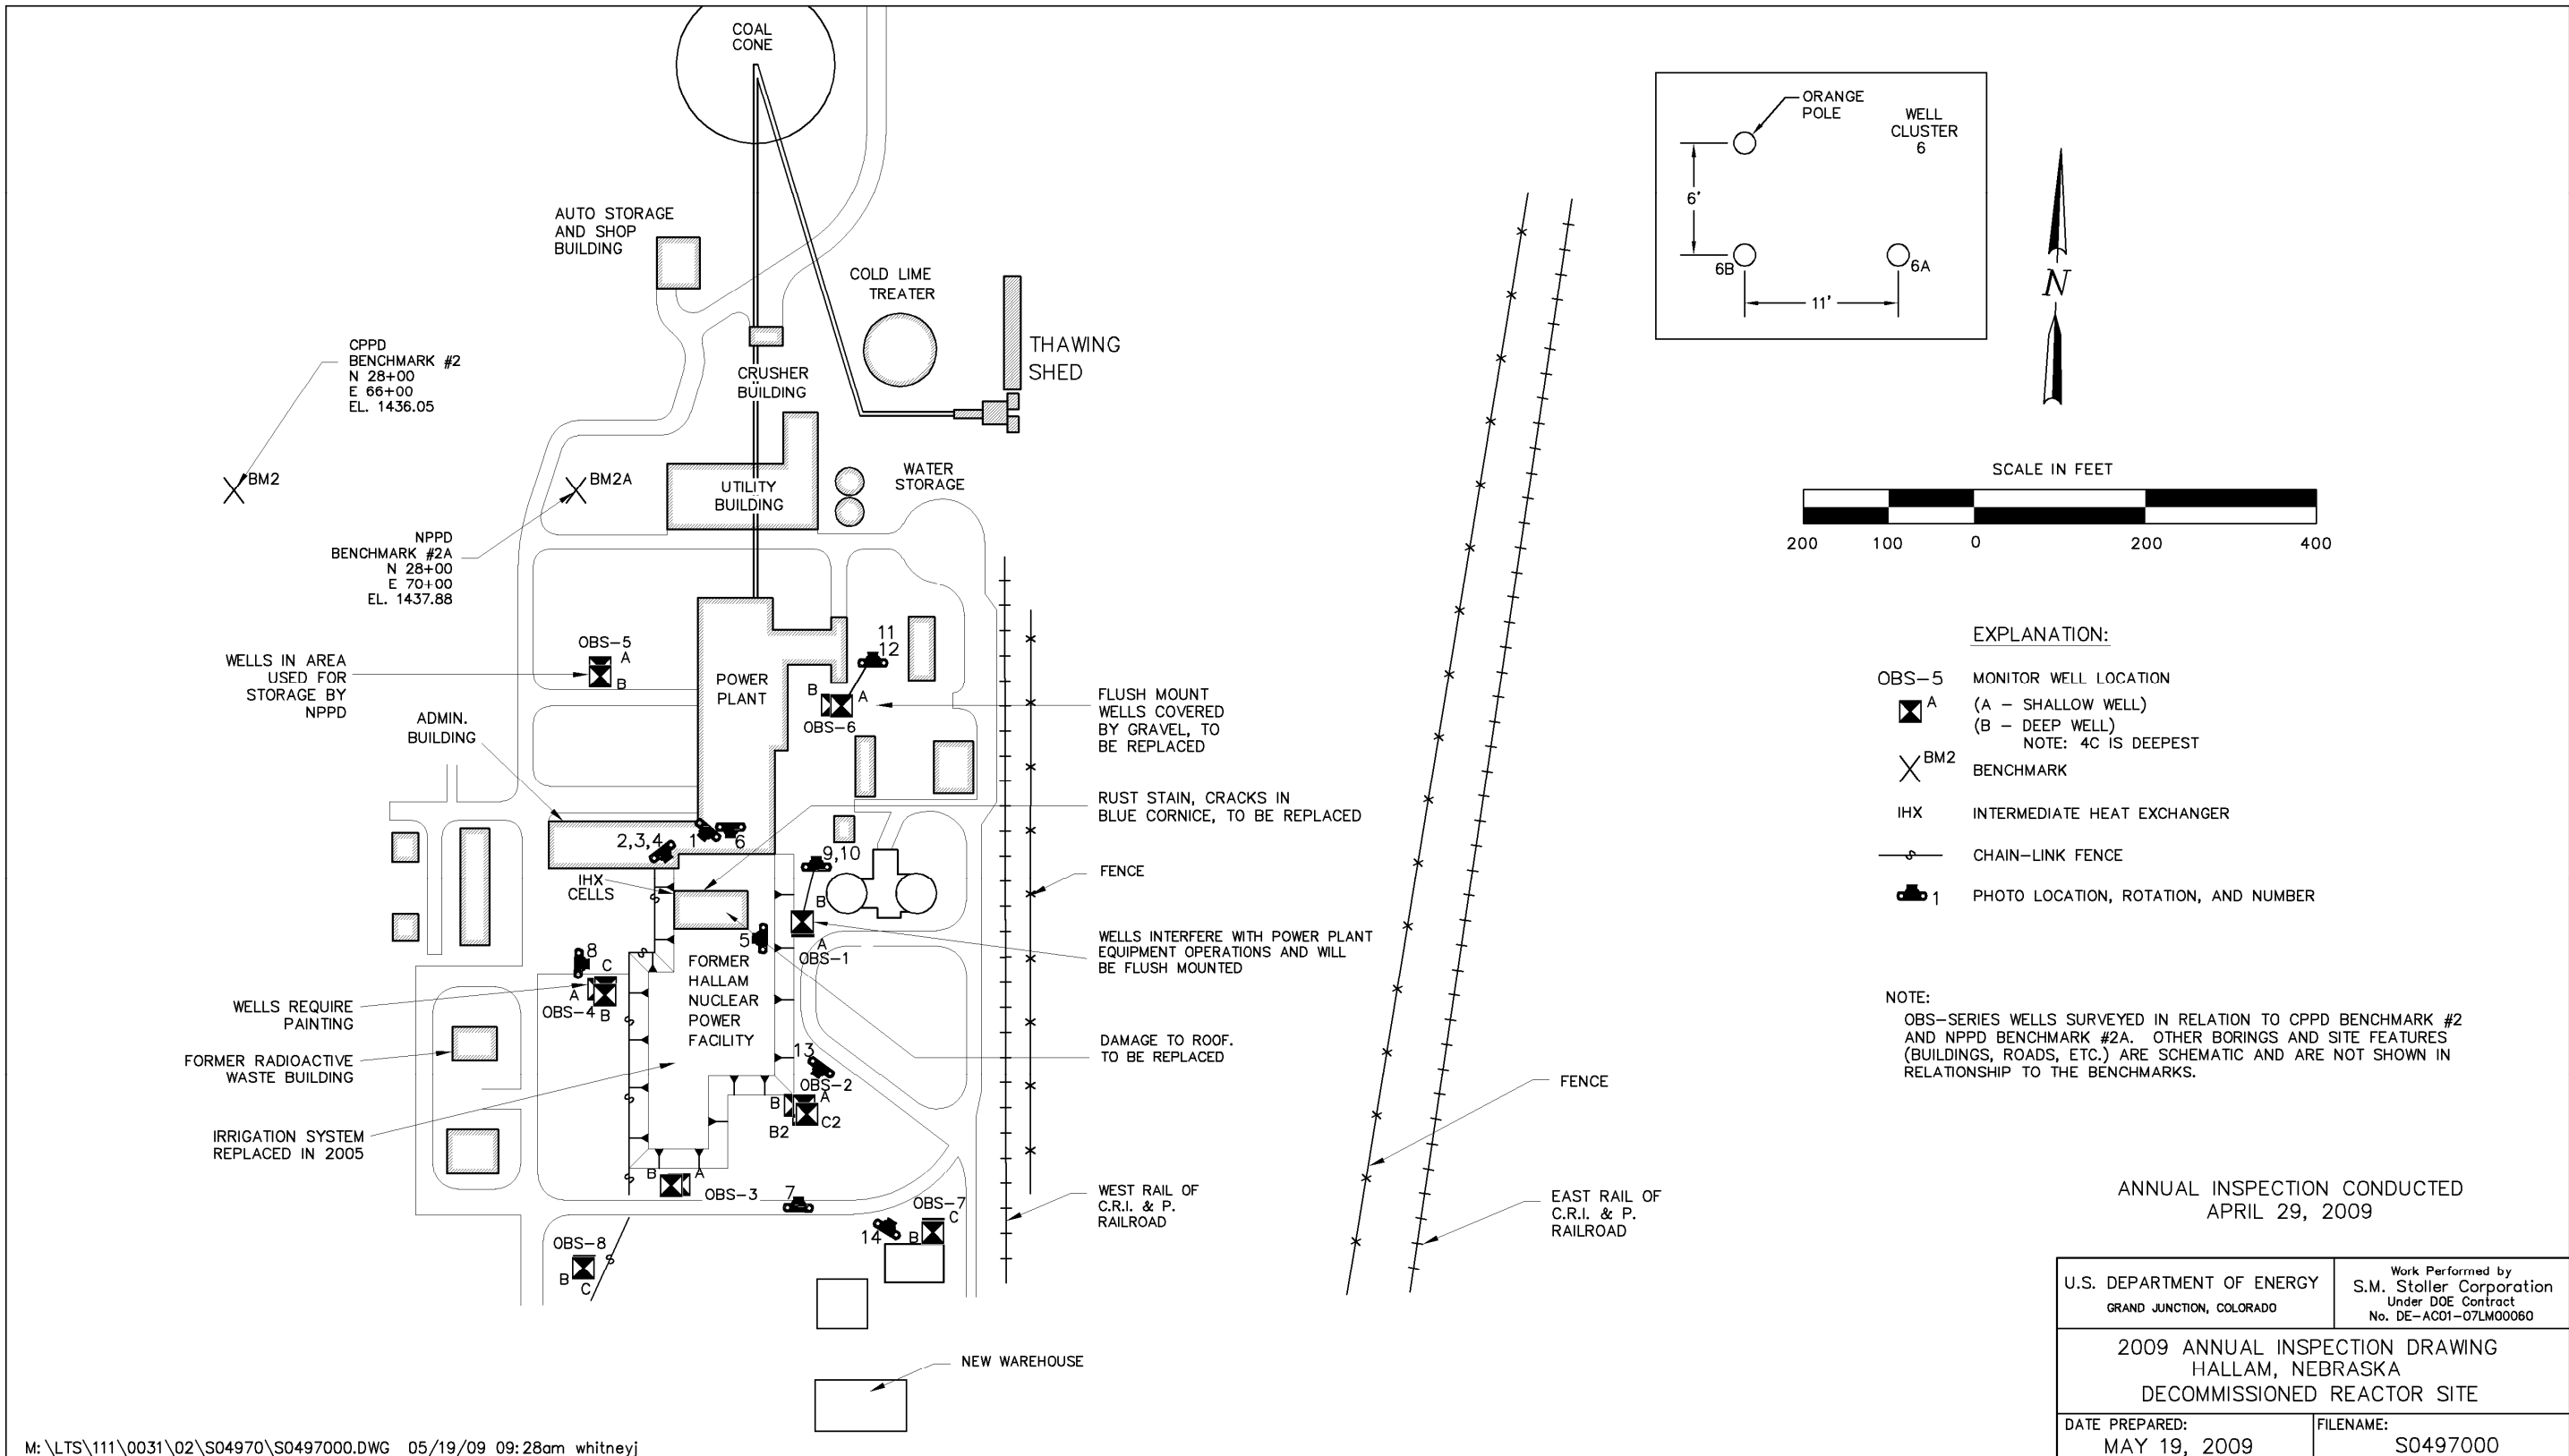 COAL
CONE
AUTO STORAGE
AND SHOP
BUILDING
COLD LIME
TREATER
THAWING
SHED
CRUSHER
BUILDING
CPPD
BENCHMARK #2
N 28+00
E 66+00
EL. 1436.05
BM2
BM2A
NPPD
BENCHMARK #2A
N 28+00
E 70+00
EL. 1437.88
UTILITY
BUILDING
WATER
STORAGE
ORANGE
POLE
WELL
CLUSTER
6
6'
6B
6A
11'
N
SCALE IN FEET
200 100 0 200 400
EXPLANATION:
OBS-5 MONITOR WELL LOCATION
A (A - SHALLOW WELL)
(B - DEEP WELL)
NOTE: 4C IS DEEPEST
BM2 BENCHMARK
IHX INTERMEDIATE HEAT EXCHANGER
S CHAIN-LINK FENCE
1 PHOTO LOCATION, ROTATION, AND NUMBER
NOTE:
OBS-SERIES WELLS SURVEYED IN RELATION TO CPPD BENCHMARK #2
AND NPPD BENCHMARK #2A. OTHER BORINGS AND SITE FEATURES
(BUILDINGS, ROADS, ETC.) ARE SCHEMATIC AND ARE NOT SHOWN IN
RELATIONSHIP TO THE BENCHMARKS.
OBS-5
A
B
WELLS IN AREA
USED FOR
STORAGE BY
NPPD
ADMIN.
BUILDING
POWER
PLANT
11
12
B
A
OBS-6
FLUSH MOUNT
WELLS COVERED
BY GRAVEL, TO
BE REPLACED
RUST STAIN, CRACKS IN
BLUE CORNICE, TO BE REPLACED
2,3,4
1
6
9,10
IHX
CELLS
FENCE
B
A
OBS-1
5
WELLS INTERFERE WITH POWER PLANT
EQUIPMENT OPERATIONS AND WILL
BE FLUSH MOUNTED
8
C
A
OBS-4
B
FORMER
HALLAM
NUCLEAR
POWER
FACILITY
WELLS REQUIRE
PAINTING
FORMER RADIOACTIVE
WASTE BUILDING
DAMAGE TO ROOF.
TO BE REPLACED
13
OBS-2
B
A
B2
C2
IRRIGATION SYSTEM
REPLACED IN 2005
B
A
OBS-3
7
OBS-7
C
B
14
WEST RAIL OF
C.R.I. & P.
RAILROAD
FENCE
EAST RAIL OF
C.R.I. & P.
RAILROAD
OBS-8
B
C
NEW WAREHOUSE
ANNUAL INSPECTION CONDUCTED
APRIL 29, 2009
U.S. DEPARTMENT OF ENERGY
GRAND JUNCTION, COLORADO
Work Performed by
S.M. Stoller Corporation
Under DOE Contract
No. DE-AC01-07LM00060
2009 ANNUAL INSPECTION DRAWING
HALLAM, NEBRASKA
DECOMMISSIONED REACTOR SITE
DATE PREPARED:
MAY 19, 2009
FILENAME:
S0497000
M:\LTS\111\0031\02\S04970\S0497000.DWG 05/19/09 09:28am whitneyj